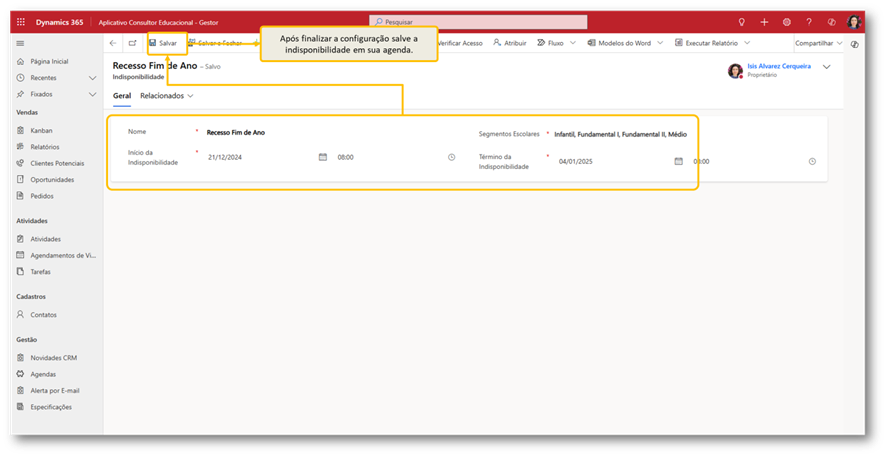 Dynamics 365 Aplicativo Consultor Educacional - Gestor Pesquisar
Salvar Salvar e Fechar Verificar Acesso Atribuir Fluxo Modelos do Word Executar Relatório Compartilhar
Após finalizar a configuração salve a
indisponibilidade em sua agenda.
Página Inicial
Recentes
Fixados
Vendas
Kanban
Relatórios
Clientes Potenciais
Oportunidades
Pedidos
Atividades
Atividades
Agendamentos de Vi...
Tarefas
Cadastros
Contatos
Gestão
Novidades CRM
Agendas
Alerta por E-mail
Especificações
Recesso Fim de Ano - Salvo
Indisponibilidade
Isis Alvarez Cerqueira
Proprietário
Geral Relacionados
Nome * Recesso Fim de Ano
Segmentos Escolares * Infantil, Fundamental I, Fundamental II, Médio
Início da
Indisponibilidade
* 21/12/2024 08:00
Término da
Indisponibilidade
* 04/01/2025